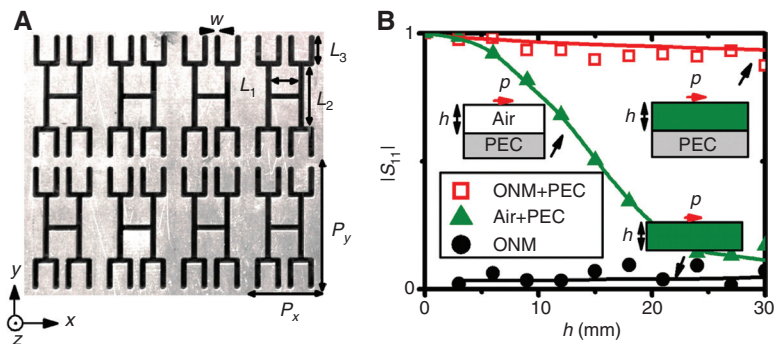 A
w
L3
L1
L2
Py
Px
y
x
z
B
1
|S11|
0
p
h
Air
PEC
p
h
PEC
ONM+PEC
Air+PEC
ONM
p
h
0
10
20
30
h (mm)